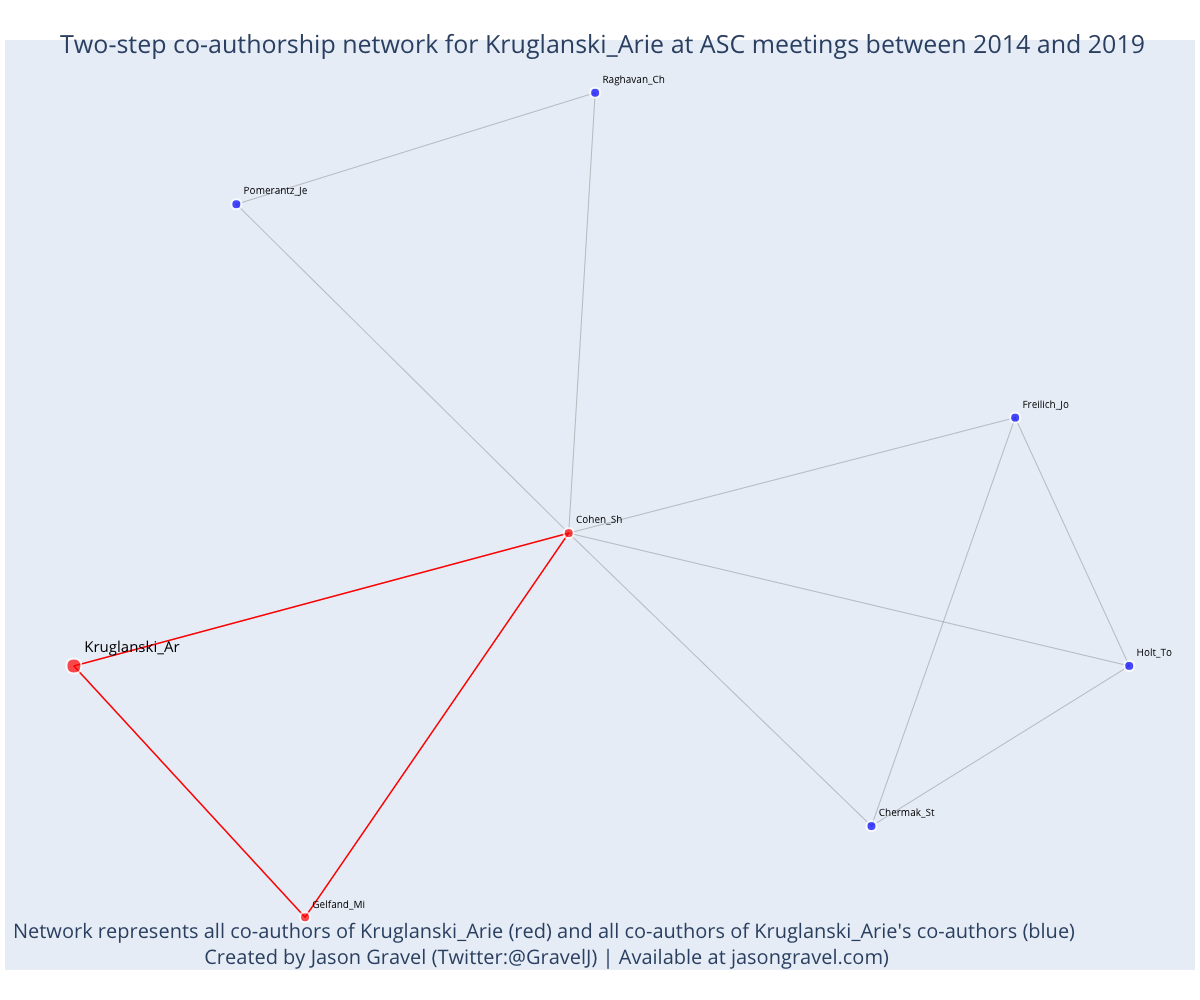 Two-step co-authorship network for Kruglanski_Arie at ASC meetings between 2014 and 2019
Raghavan_Ch
Pomerantz_Je
Freilich_Jo
Cohen_Sh
Kruglanski_Ar
Holt_To
Chermak_St
Gelfand_Mi
Network represents all co-authors of Kruglanski_Arie (red) and all co-authors of Kruglanski_Arie's co-authors (blue)
Created by Jason Gravel (Twitter:@GravelJ) | Available at jasongravel.com)